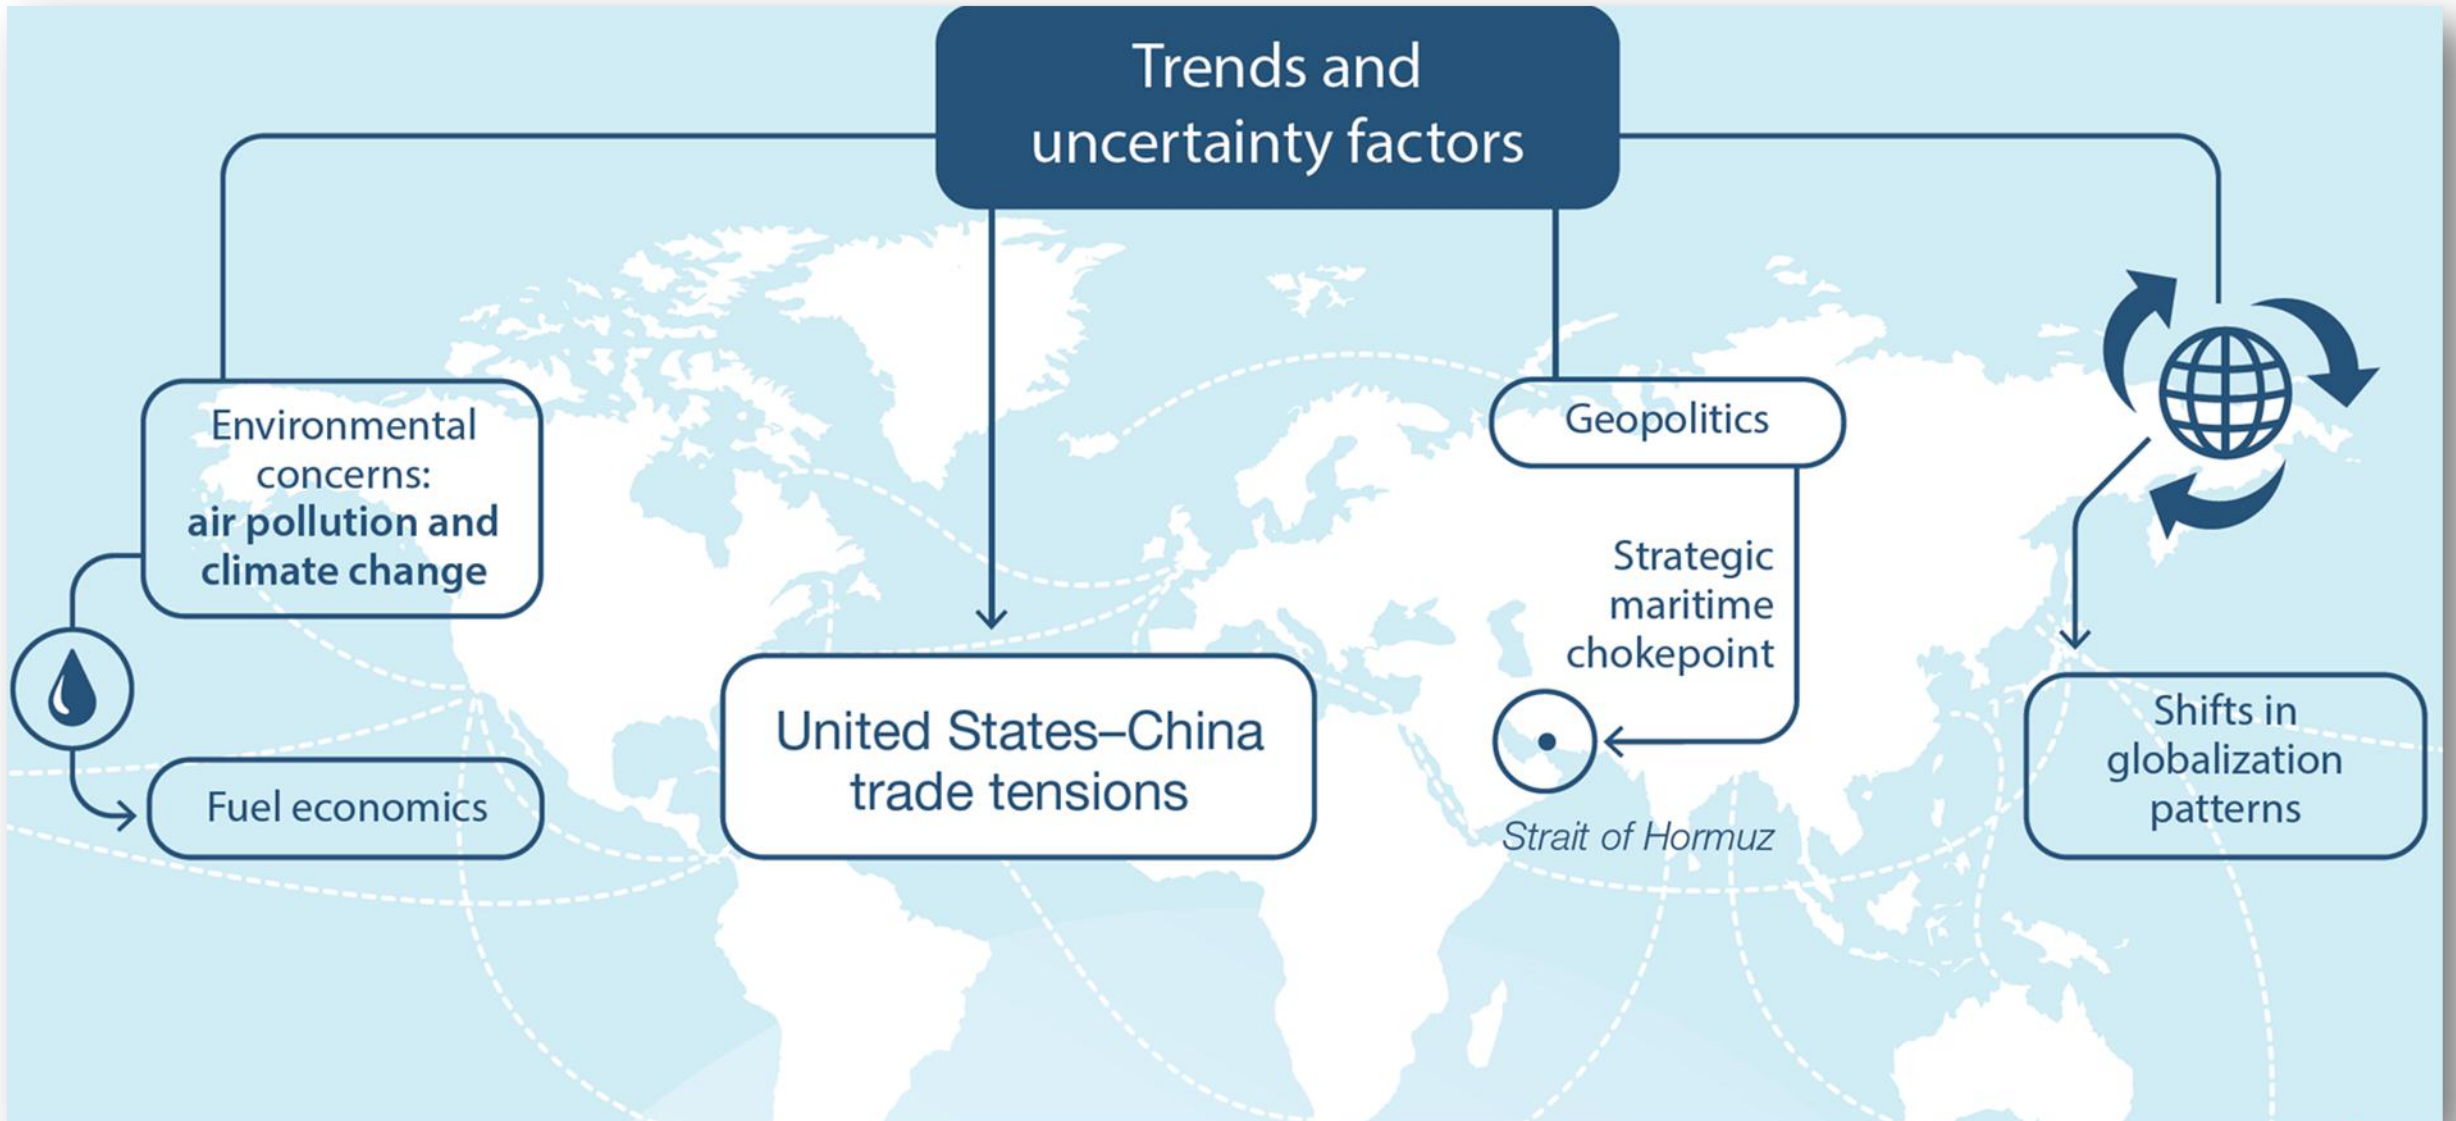 Trends and
uncertainty factors
Environmental
concerns:
air pollution and
climate change
Fuel economics
United States–China
trade tensions
Geopolitics
Strategic
maritime
chokepoint
Strait of Hormuz
Shifts in
globalization
patterns